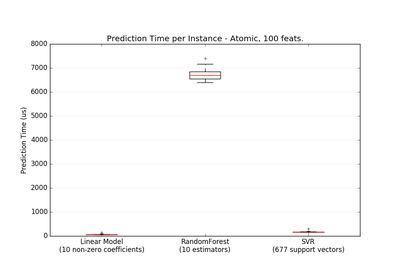 Prediction Time per Instance - Atomic, 100 feats.
8000
7000
6000
5000
4000
3000
2000
1000
0
Prediction Time (us)
Linear Model
(10 non-zero coefficients)
RandomForest
(10 estimators)
SVR
(677 support vectors)